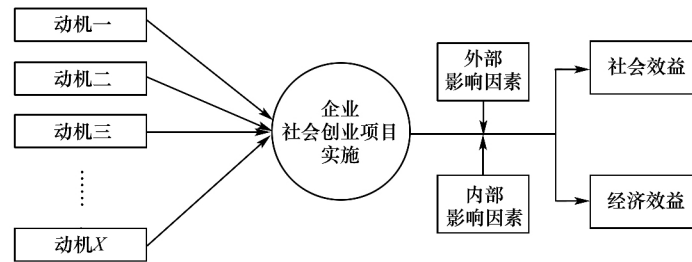 动机一
动机二
动机三
……
动机X
企业
社会创业项目
实施
外部
影响因素
内部
影响因素
社会效益
经济效益